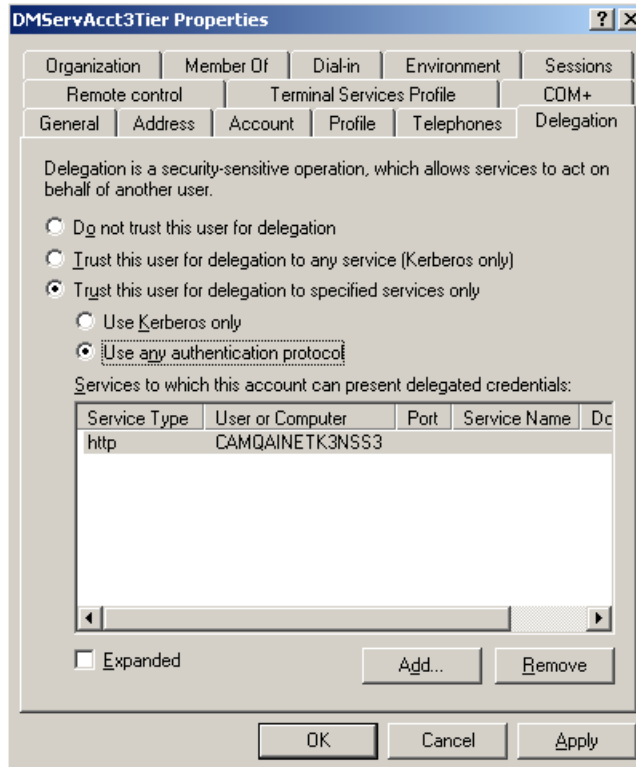 DMServAcct3Tier Properties
Organization Member Of Dial-in Environment Sessions
Remote control Terminal Services Profile COM+
General Address Account Profile Telephones Delegation
Delegation is a security-sensitive operation, which allows services to act on
behalf of another user.
Do not trust this user for delegation
Trust this user for delegation to any service (Kerberos only)
Trust this user for delegation to specified services only
Use Kerberos only
Use any authentication protocol
Services to which this account can present delegated credentials:
Service Type User or Computer Port Service Name Dc
http CAMQAINETK3NSS3
Expanded Add... Remove
OK Cancel Apply